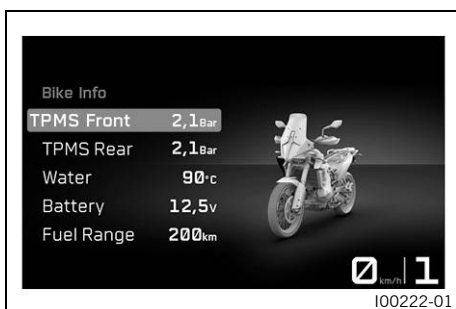 Bike Info
TPMS Front 2,1Bar
TPMS Rear 2,1Bar
Water 90°C
Battery 12,5V
Fuel Range 200km
0 km/h 1
I00222-01